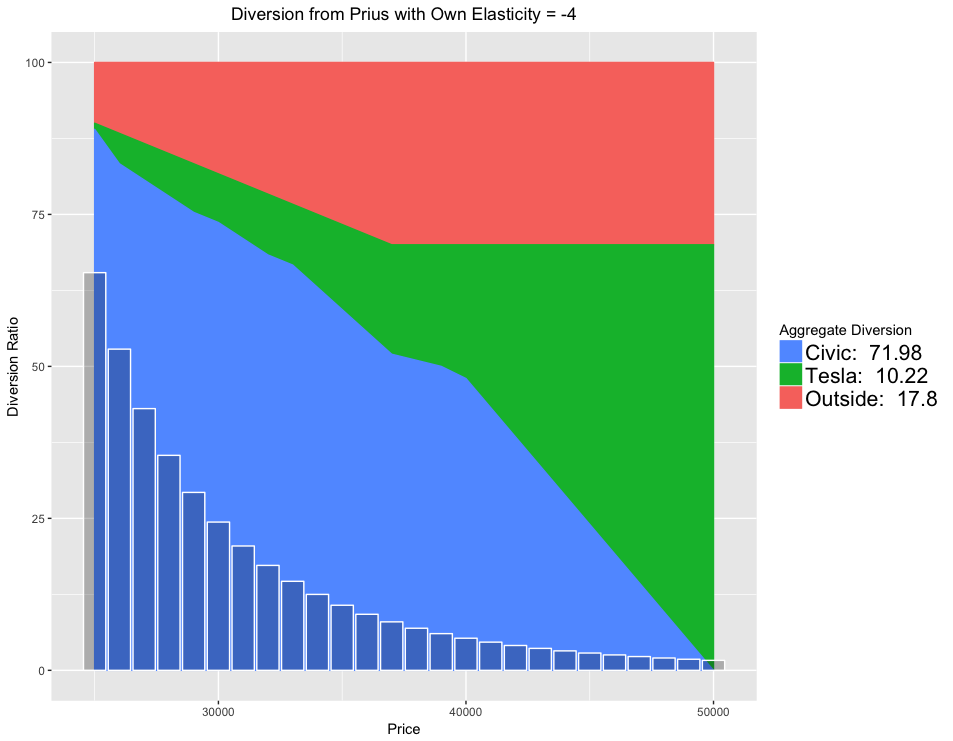 Diversion from Prius with Own Elasticity = -4
100
75
50
25
0
Diversion Ratio
30000
40000
50000
Price
Aggregate Diversion
Civic: 71.98
Tesla: 10.22
Outside: 17.8